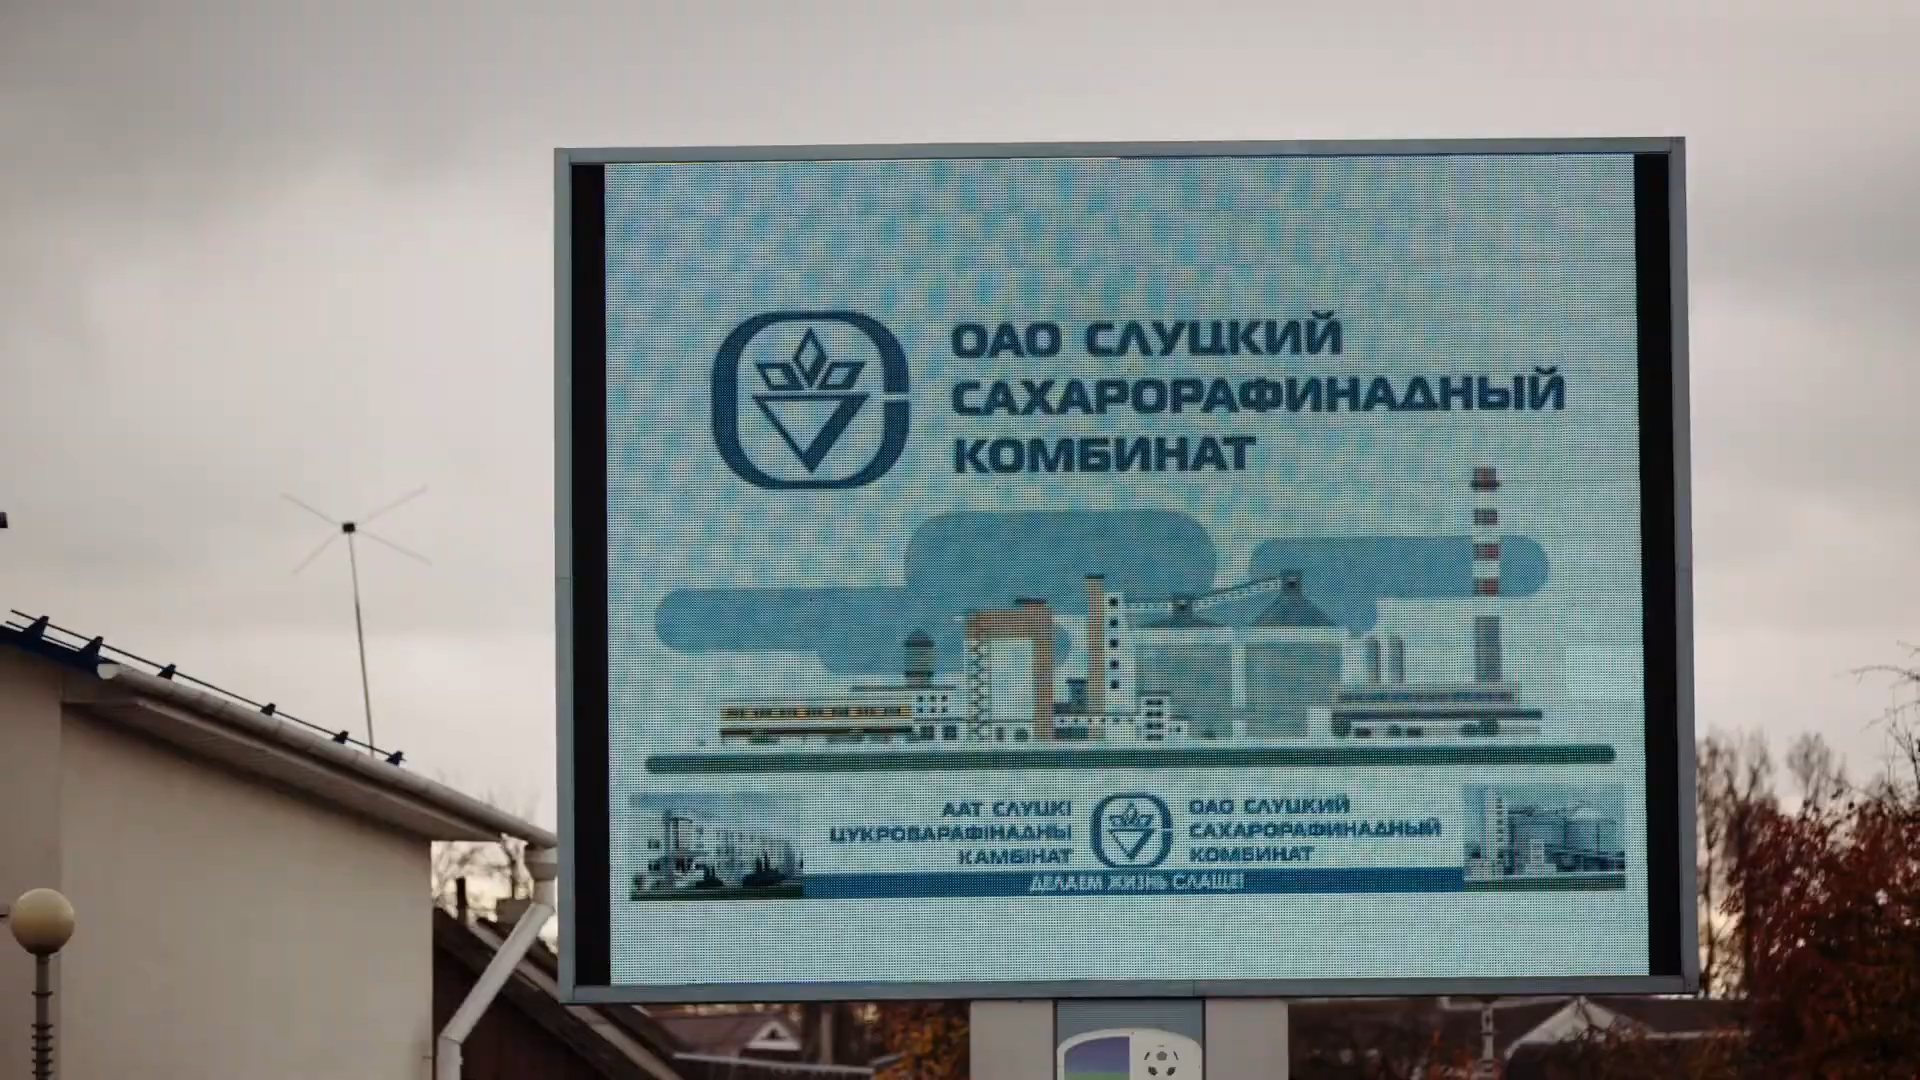 ОАО СЛУЦКИЙ
САХАРОРАФИНАДНЫЙ
КОМБИНАТ
ААТ СЛУЦКІ
ЦУКРОВАРАФІНАДНЫ
КАМБІНАТ
ОАО СЛУЦКИЙ
САХАРОРАФИНАДНЫЙ
КОМБИНАТ
ДЕЛАЕМ ЖИЗНЬ СЛАЩЕ!